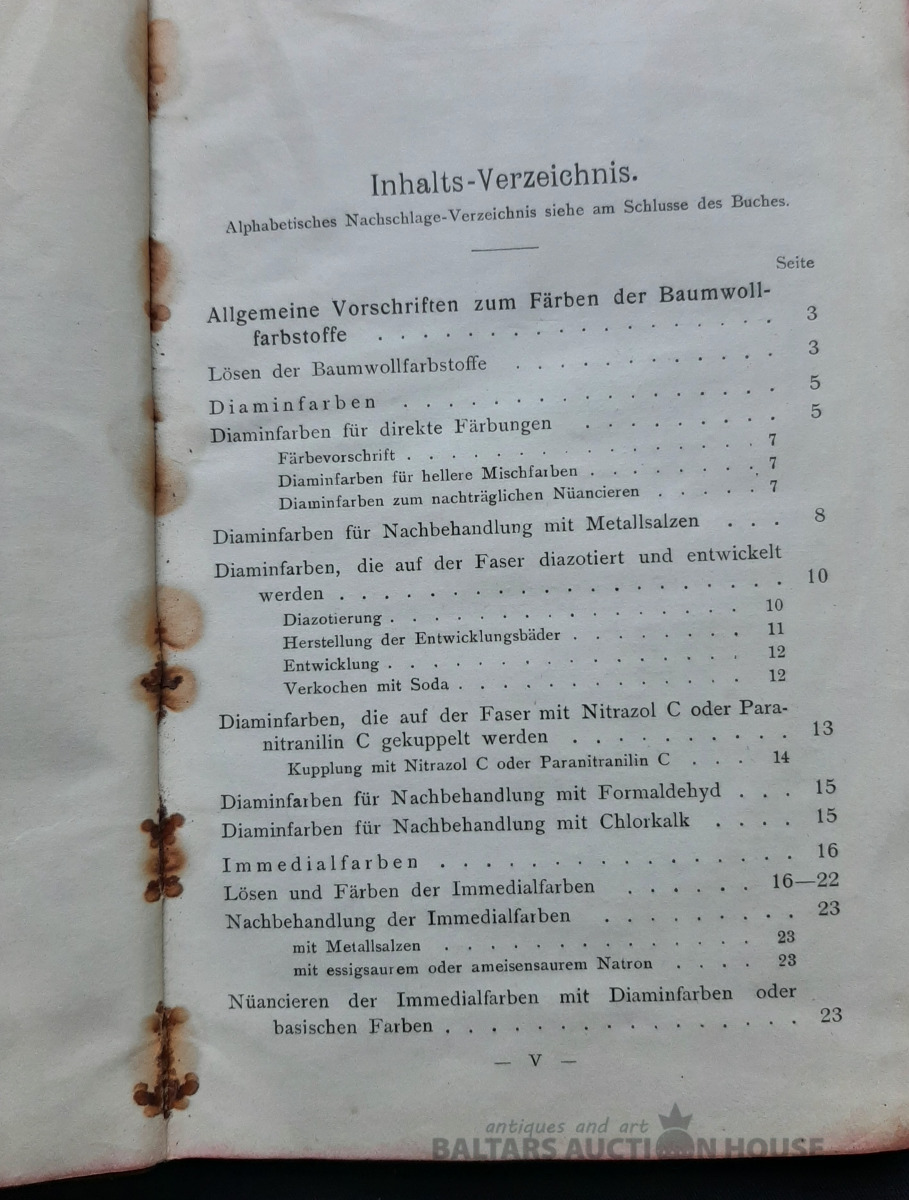 Inhalts-Verzeichnis.
Alphabetisches Nachschlage-Verzeichnis siehe am Schlusse des Buches.
Seite
Allgemeine Vorschriften zum Färben der Baumwoll-
farbstoffe . . . . . . . . . . . . . . . . . . 3
Lösen der Baumwollfarbstoffe . . . . . . . . . . . . 3
Diaminfarben . . . . . . . . . . . . . . . . . 5
Diaminfarben für direkte Färbungen . . . . . . . . . 5
Färbevorschrift . . . . . . . . . . . . . . . . 7
Diaminfarben für hellere Mischfarben . . . . . . . . 7
Diaminfarben zum nachträglichen Nüancieren . . . . . 7
Diaminfarben für Nachbehandlung mit Metallsalzen . . . 8
Diaminfarben, die auf der Faser diazotiert und entwickelt
werden . . . . . . . . . . . . . . . . . . . 10
Diazotierung . . . . . . . . . . . . . . . . 10
Herstellung der Entwicklungsbäder . . . . . . . . 11
Entwicklung . . . . . . . . . . . . . . . . 12
Verkochen mit Soda . . . . . . . . . . . . . 12
Diaminfarben, die auf der Faser mit Nitrazol C oder Para-
nitranilin C gekuppelt werden . . . . . . . . . . 13
Kupplung mit Nitrazol C oder Paranitranilin C . . . 14
Diaminfarben für Nachbehandlung mit Formaldehyd . . . 15
Diaminfarben für Nachbehandlung mit Chlorkalk . . . . 15
Immedialfarben . . . . . . . . . . . . . . . . 16
Lösen und Färben der Immedialfarben . . . . . . 16—22
Nachbehandlung der Immedialfarben . . . . . . . . . 23
mit Metallsalzen . . . . . . . . . . . . . . 23
mit essigsaurem oder ameisensaurem Natron . . . . 23
Nüancieren der Immedialfarben mit Diaminfarben oder
basischen Farben . . . . . . . . . . . . . . . . 23
— V —
antiques and art
BALTARS AUCTION HOUSE